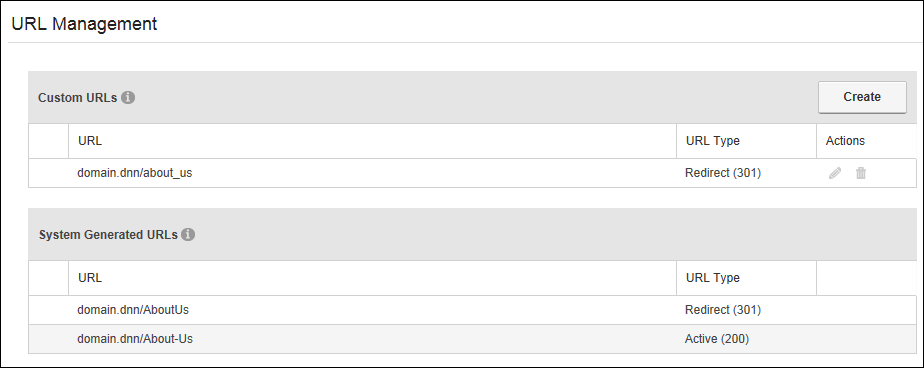 URL Management
Custom URLs
Create
URL URL Type Actions
domain.dnn/about_us Redirect (301)
System Generated URLs
URL URL Type
domain.dnn/AboutUs Redirect (301)
domain.dnn/About-Us Active (200)